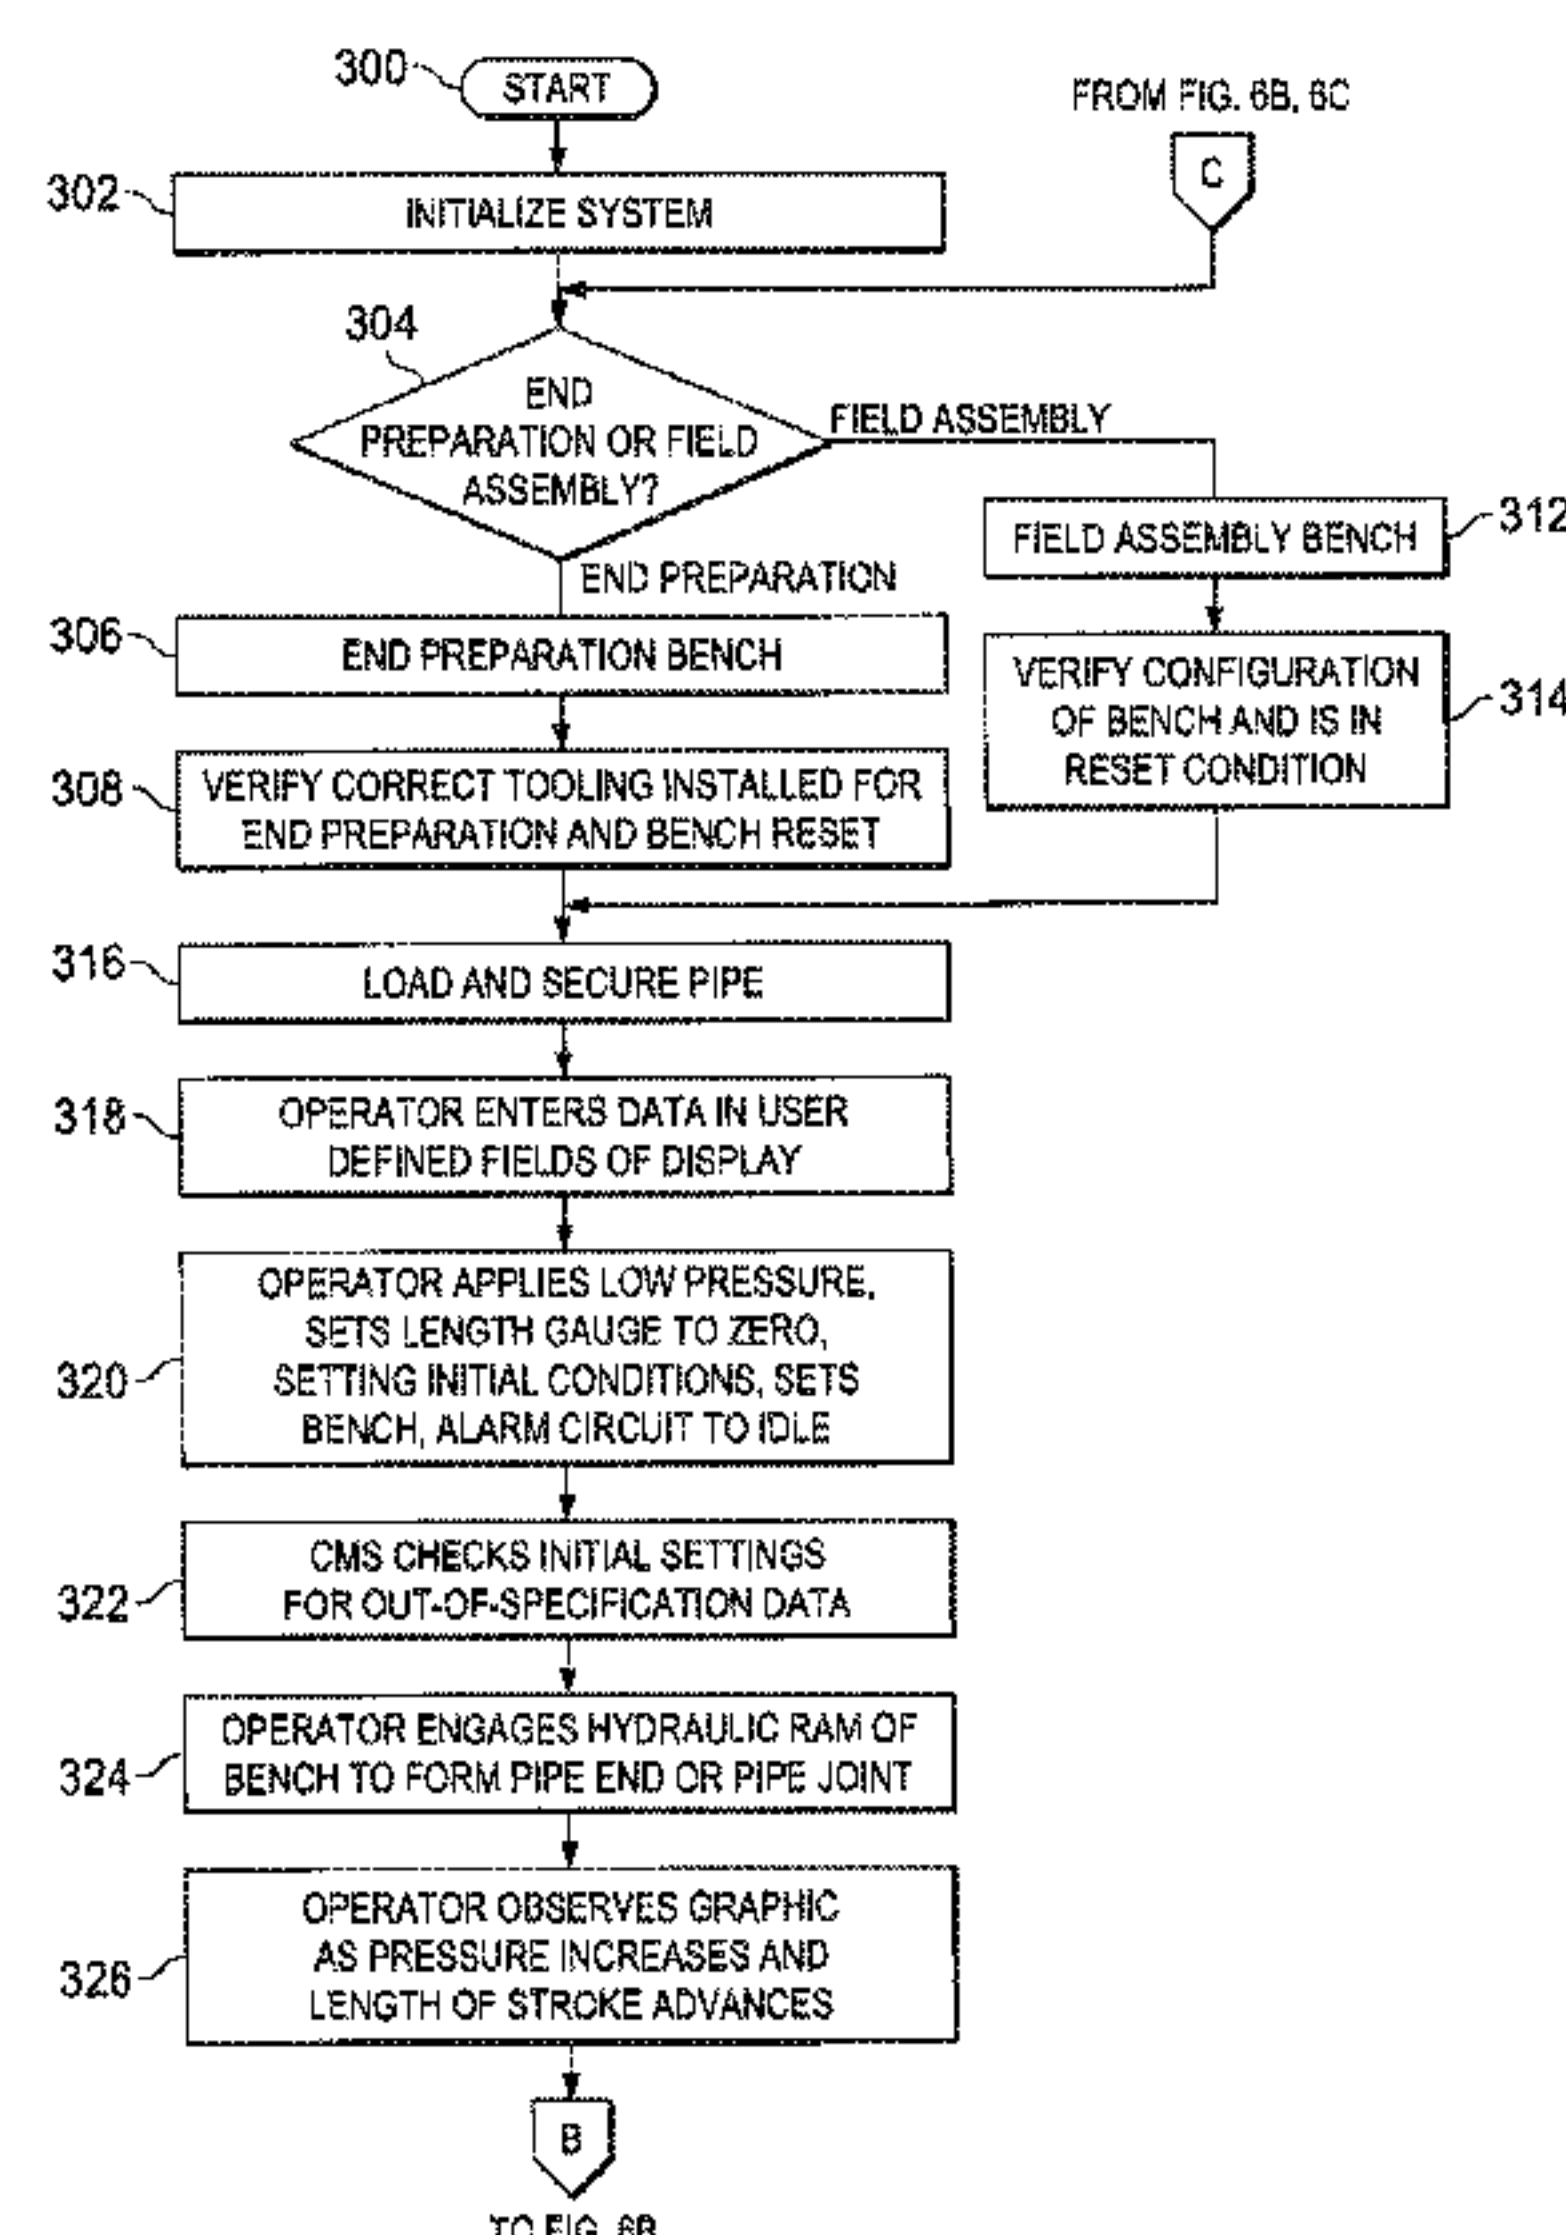 300
START
FROM FIG. 6B, 6C
C
302
INITIALIZE SYSTEM
304
END
PREPARATION OR FIELD
ASSEMBLY?
FIELD ASSEMBLY
END PREPARATION
FIELD ASSEMBLY BENCH
312
306
END PREPARATION BENCH
VERIFY CONFIGURATION
OF BENCH AND IS IN
RESET CONDITION
314
308
VERIFY CORRECT TOOLING INSTALLED FOR
END PREPARATION AND BENCH RESET
316
LOAD AND SECURE PIPE
318
OPERATOR ENTERS DATA IN USER
DEFINED FIELDS OF DISPLAY
320
OPERATOR APPLIES LOW PRESSURE,
SETS LENGTH GAUGE TO ZERO,
SETTING INITIAL CONDITIONS, SETS
BENCH, ALARM CIRCUIT TO IDLE
322
CMS CHECKS INITIAL SETTINGS
FOR OUT-OF-SPECIFICATION DATA
324
OPERATOR ENGAGES HYDRAULIC RAM OF
BENCH TO FORM PIPE END OR PIPE JOINT
326
OPERATOR OBSERVES GRAPHIC
AS PRESSURE INCREASES AND
LENGTH OF STROKE ADVANCES
B
TO FIG. 6B